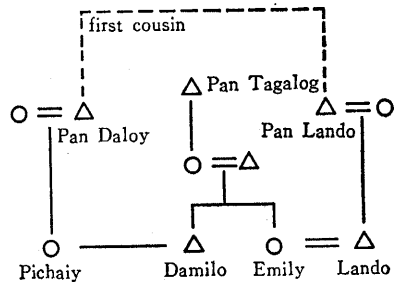 first cousin
Pan Tagalog
Pan Daloy
Pan Lando
Pichaiy
Damilo
Emily
Lando